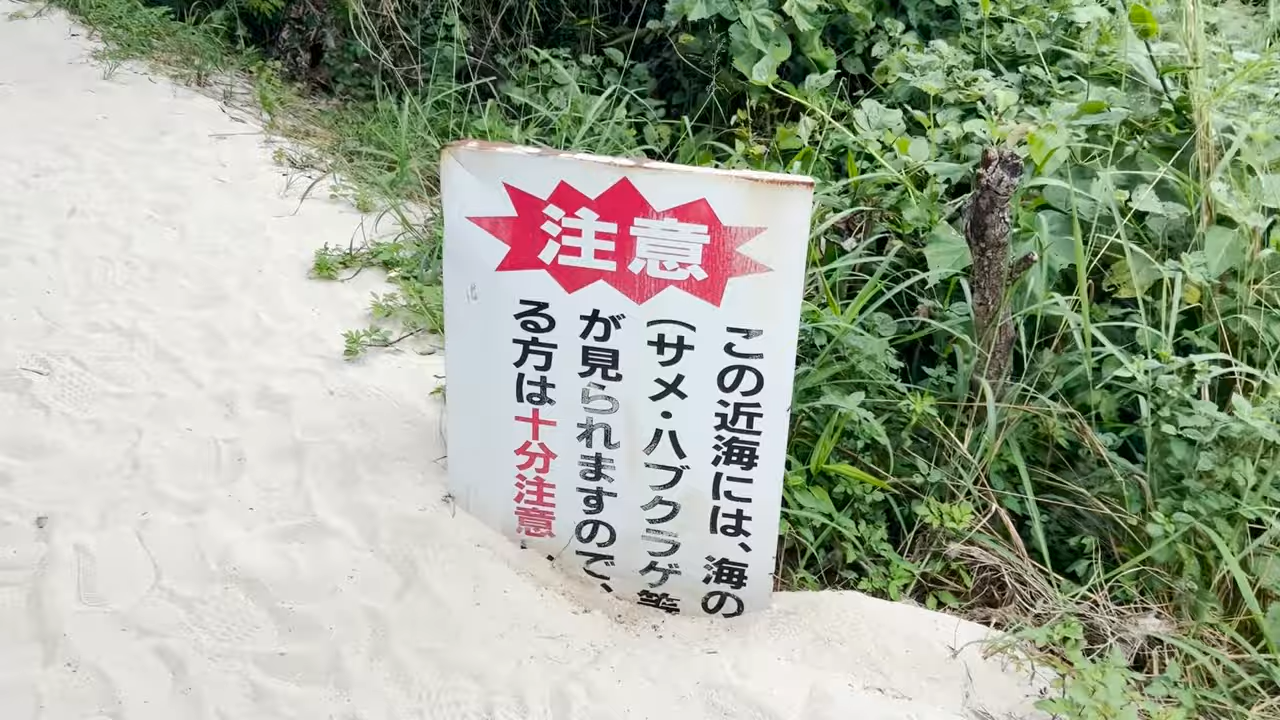 注意
この近海には、海の
(サメ・ハブクラゲ等
が見られますので、
る方は十分注意